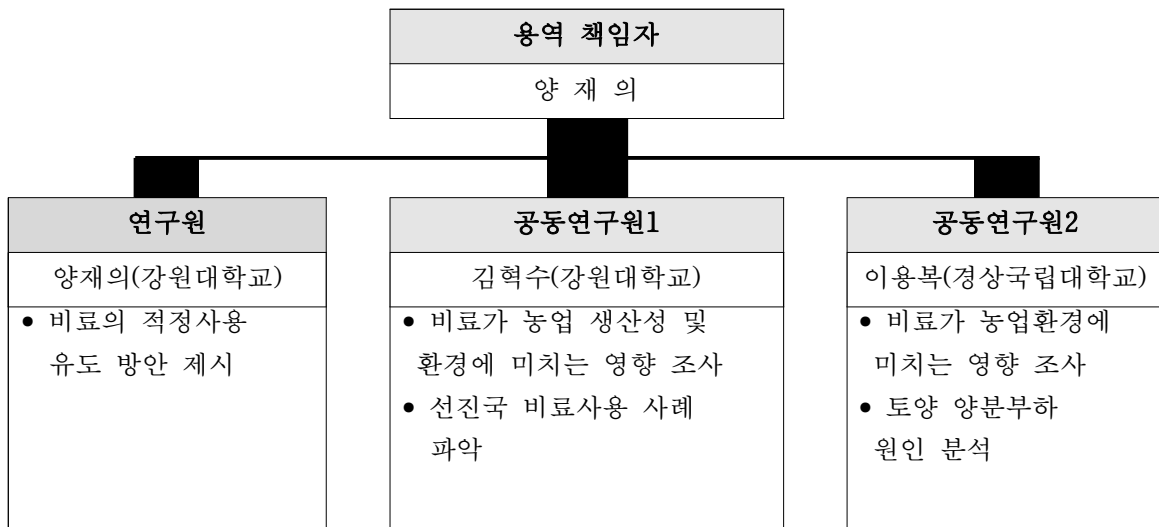 용역 책임자
양 재 의
연구원
양재의(강원대학교)
• 비료의 적정사용
유도 방안 제시
공동연구원1
김혁수(강원대학교)
• 비료가 농업 생산성 및
환경에 미치는 영향 조사
• 선진국 비료사용 사례
파악
공동연구원2
이용복(경상국립대학교)
• 비료가 농업환경에
미치는 영향 조사
• 토양 양분부하
원인 분석